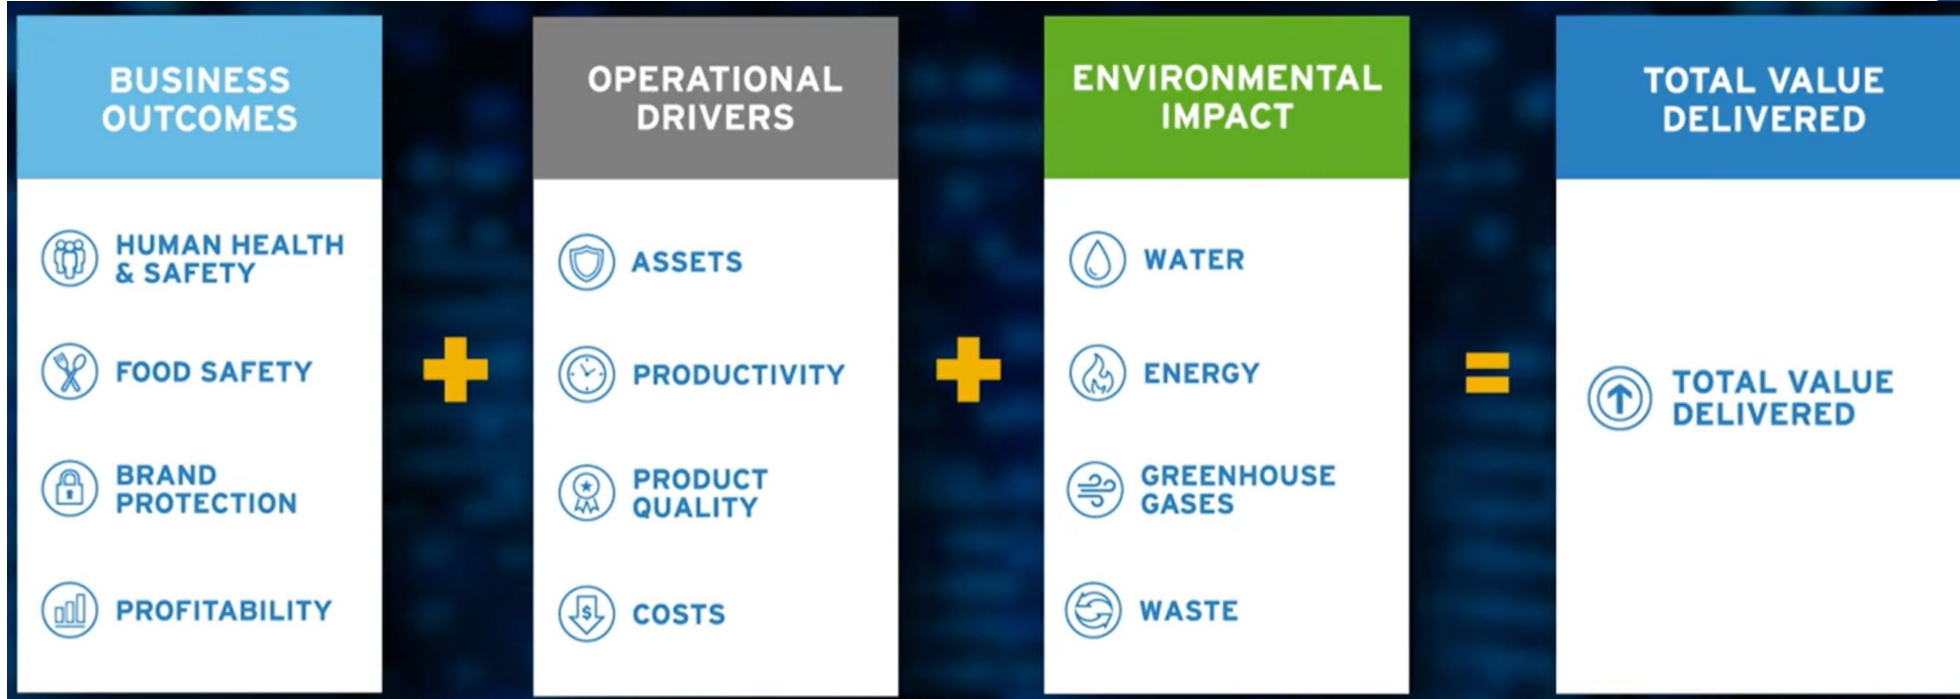 BUSINESS
OUTCOMES
HUMAN HEALTH
& SAFETY
FOOD SAFETY
BRAND
PROTECTION
PROFITABILITY
+
OPERATIONAL
DRIVERS
ASSETS
PRODUCTIVITY
PRODUCT
QUALITY
$
COSTS
+
ENVIRONMENTAL
IMPACT
WATER
ENERGY
GREENHOUSE
GASES
WASTE
=
TOTAL VALUE
DELIVERED
TOTAL VALUE
DELIVERED